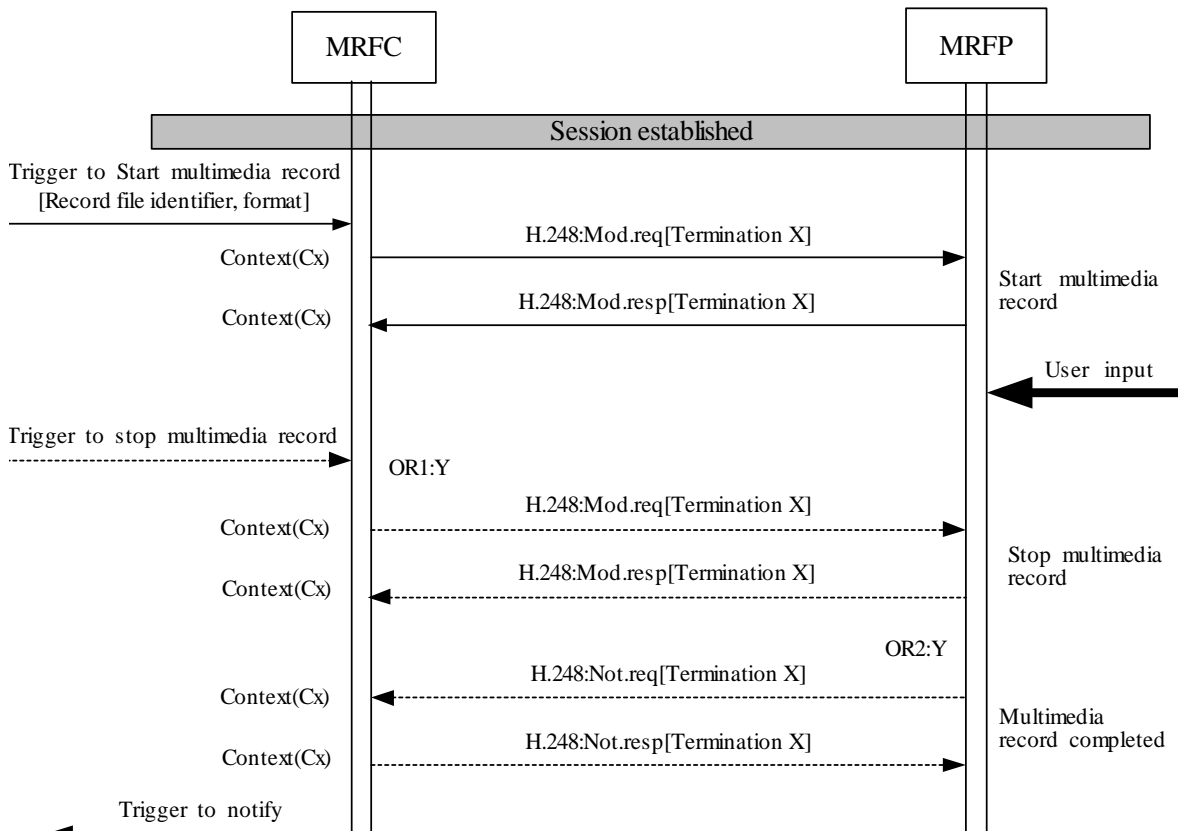 MRFC
MRFP
Session established
Trigger to Start multimedia record
[Record file identifier, format]
H.248:Mod.req[Termination X]
Context(Cx)
Start multimedia
record
H.248:Mod.resp[Termination X]
Context(Cx)
User input
Trigger to stop multimedia record
OR1:Y
H.248:Mod.req[Termination X]
Context(Cx)
Stop multimedia
record
H.248:Mod.resp[Termination X]
Context(Cx)
OR2:Y
H.248:Not.req[Termination X]
Context(Cx)
Multimedia
record completed
H.248:Not.resp[Termination X]
Context(Cx)
Trigger to notify